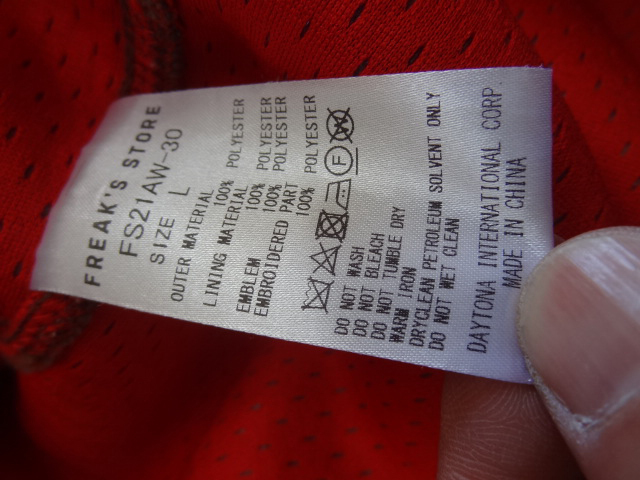 FREAK'S STORE
FS21AW-30
SIZE L
OUTER MATERIAL
100% POLYESTER
LINING MATERIAL
100% POLYESTER
EMBLEM 100% POLYESTER
EMBROIDERED PART
100% POLYESTER
F W
DO NOT WASH
DO NOT BLEACH
DO NOT TUMBLE DRY
WARM IRON
DRYCLEAN PETROLEUM SOLVENT ONLY
DO NOT WET CLEAN
DAYTONA INTERNATIONAL CORP.
MADE IN CHINA